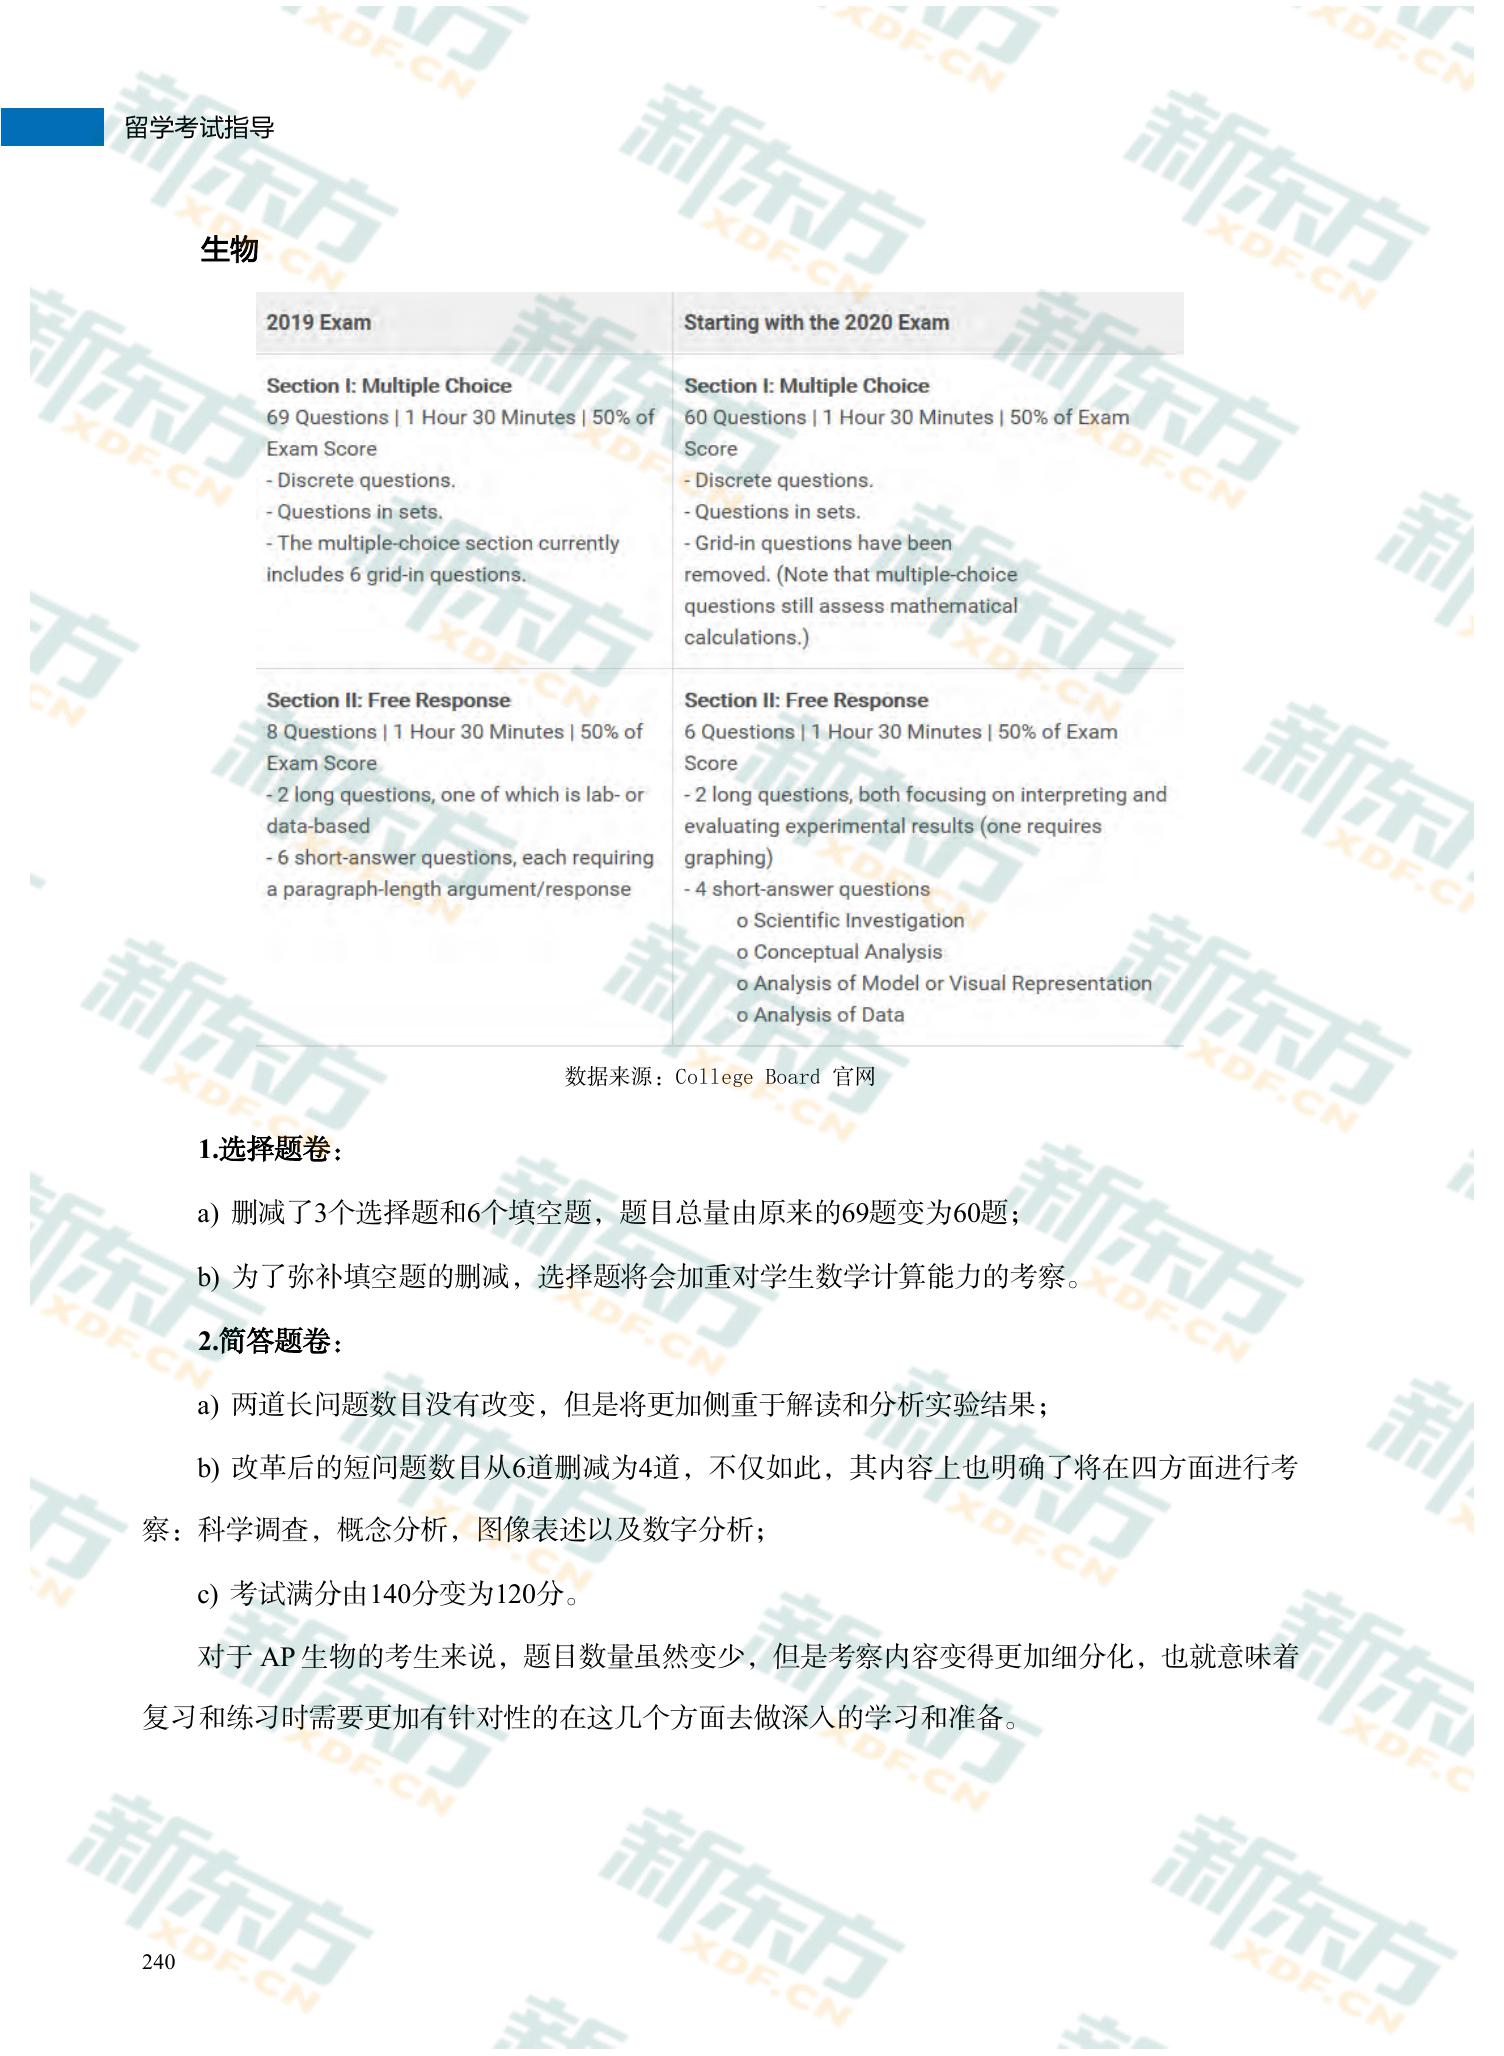 留学考试指导
生物
2019 Exam
Starting with the 2020 Exam
Section I: Multiple Choice
69 Questions | 1 Hour 30 Minutes | 50% of
Exam Score
- Discrete questions.
- Questions in sets.
- The multiple-choice section currently
includes 6 grid-in questions.
Section I: Multiple Choice
60 Questions | 1 Hour 30 Minutes | 50% of Exam
Score
- Discrete questions.
- Questions in sets.
- Grid-in questions have been
removed. (Note that multiple-choice
questions still assess mathematical
calculations.)
Section II: Free Response
8 Questions | 1 Hour 30 Minutes | 50% of
Exam Score
- 2 long questions, one of which is lab- or
data-based
- 6 short-answer questions, each requiring
a paragraph-length argument/response
Section II: Free Response
6 Questions | 1 Hour 30 Minutes | 50% of Exam
Score
- 2 long questions, both focusing on interpreting and
evaluating experimental results (one requires
graphing)
- 4 short-answer questions
o Scientific Investigation
o Conceptual Analysis
o Analysis of Model or Visual Representation
o Analysis of Data
数据来源：College Board 官网
1.选择题卷：
a) 删减了3个选择题和6个填空题，题目总量由原来的69题变为60题；
b) 为了弥补填空题的删减，选择题将会加重对学生数学计算能力的考察。
2.简答题卷：
a) 两道长问题数目没有改变，但是将更加侧重于解读和分析实验结果；
b) 改革后的短问题数目从6道删减为4道，不仅如此，其内容上也明确了将在四方面进行考
察：科学调查，概念分析，图像表述以及数字分析；
c) 考试满分由140分变为120分。
对于 AP 生物的考生来说，题目数量虽然变少，但是考察内容变得更加细分化，也就意味着
复习和练习时需要更加有针对性的在这几个方面去做深入的学习和准备。
240
新东方
XDF.CN